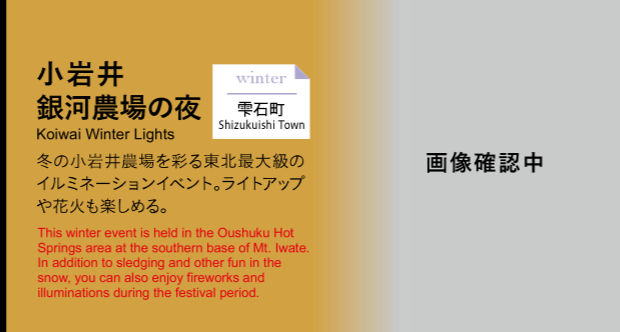 小岩井
銀河農場の夜
Koiwai Winter Lights
winter
雫石町
Shizukuishi Town
冬の小岩井農場を彩る東北最大級の
イルミネーションイベント。ライトアップ
や花火も楽しめる。
This winter event is held in the Oushuku Hot
Springs area at the southern base of Mt. Iwate.
In addition to sledging and other fun in the
snow, you can also enjoy fireworks and
illuminations during the festival period.
画像確認中